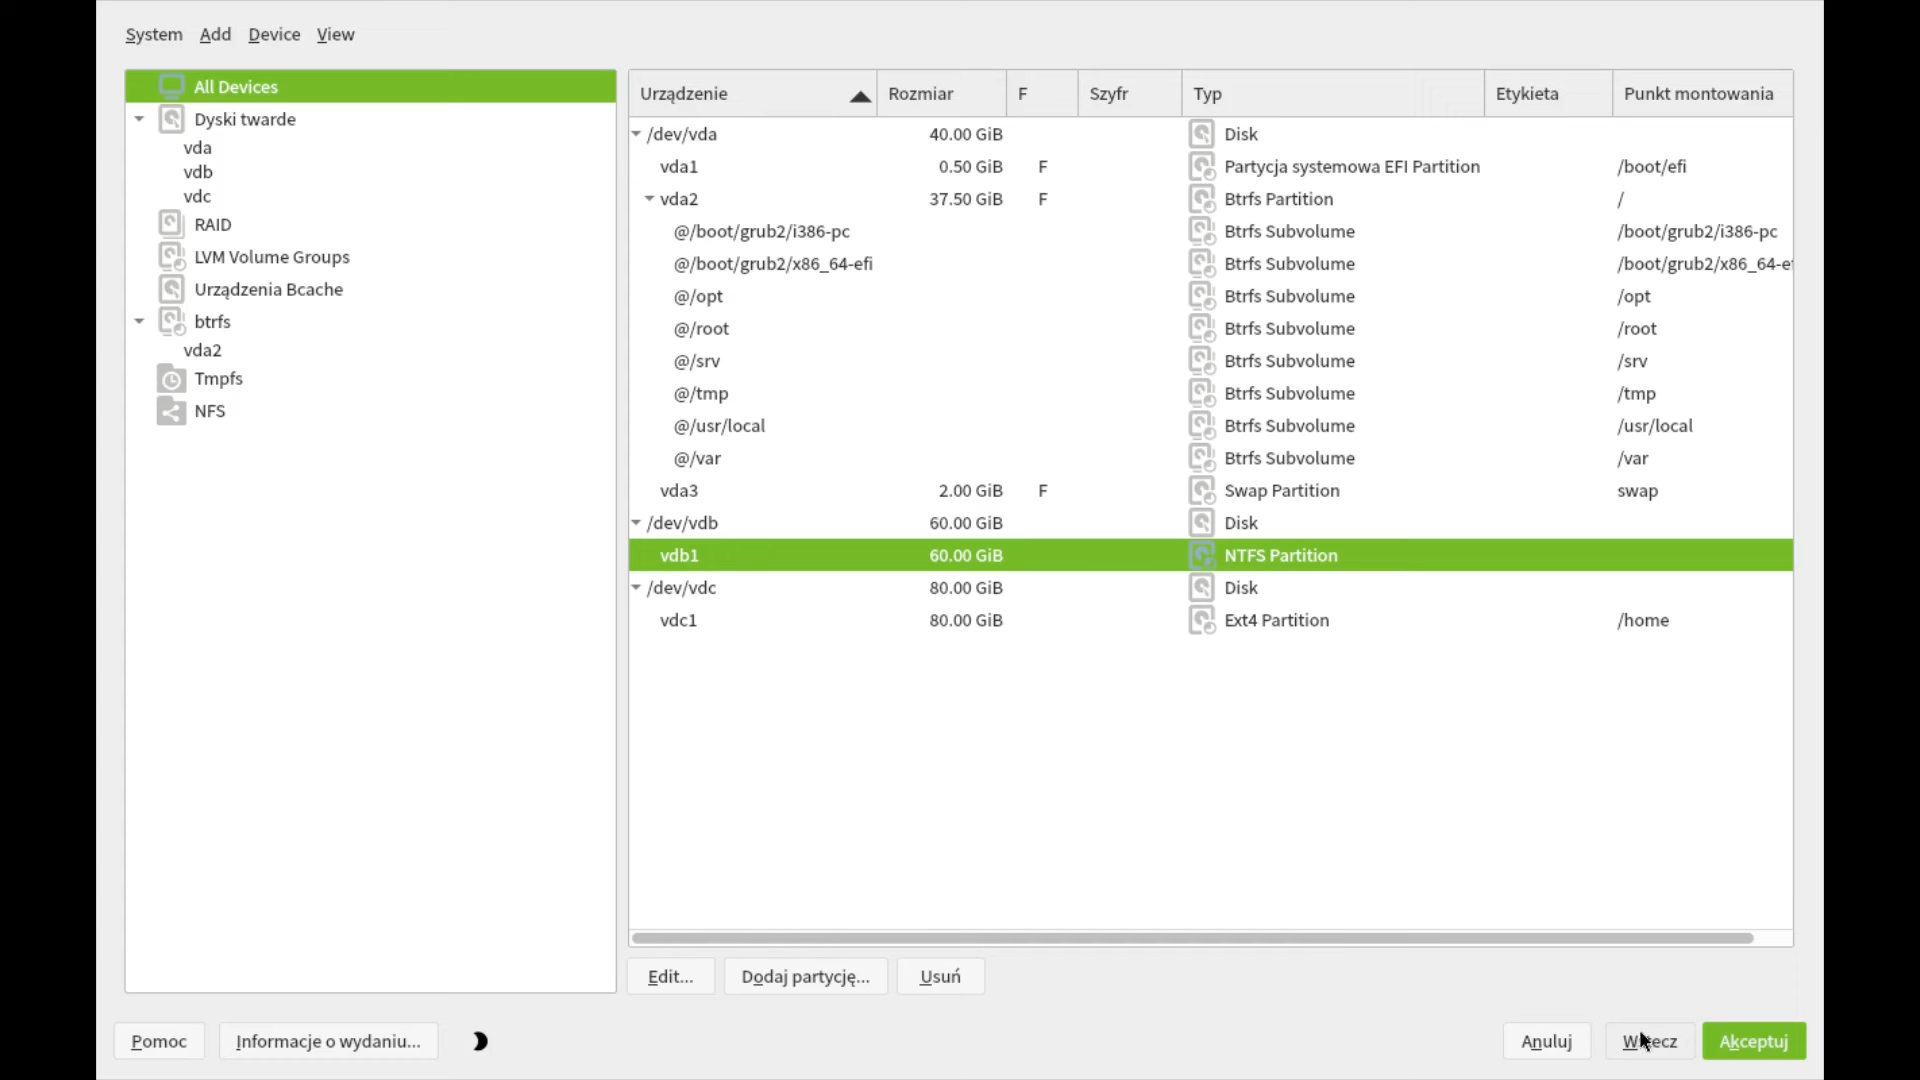 System Add Device View
All Devices
Dyski twarde
vda
vdb
vdc
RAID
LVM Volume Groups
Urządzenia Bcache
btrfs
vda2
Tmpfs
NFS
Urządzenie Rozmiar F Szyfr Typ Etykieta Punkt montowania
/dev/vda 40.00 GiB Disk
vda1 0.50 GiB F Partycja systemowa EFI Partition /boot/efi
vda2 37.50 GiB F Btrfs Partition /
@/boot/grub2/i386-pc Btrfs Subvolume /boot/grub2/i386-pc
@/boot/grub2/x86_64-efi Btrfs Subvolume /boot/grub2/x86_64-ef
@/opt Btrfs Subvolume /opt
@/root Btrfs Subvolume /root
@/srv Btrfs Subvolume /srv
@/tmp Btrfs Subvolume /tmp
@/usr/local Btrfs Subvolume /usr/local
@/var Btrfs Subvolume /var
vda3 2.00 GiB F Swap Partition swap
/dev/vdb 60.00 GiB Disk
vdb1 60.00 GiB NTFS Partition
/dev/vdc 80.00 GiB Disk
vdc1 80.00 GiB Ext4 Partition /home
Edit... Dodaj partycję... Usuń
Pomoc Informacje o wydaniu... Anuluj Wstecz Akceptuj